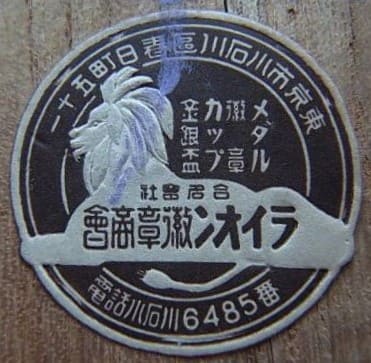 東京市小石川區春日町五十一
メダル
徽章
カップ
金銀盃
合名會社
ライオン徽章商會
電話小石川6485番